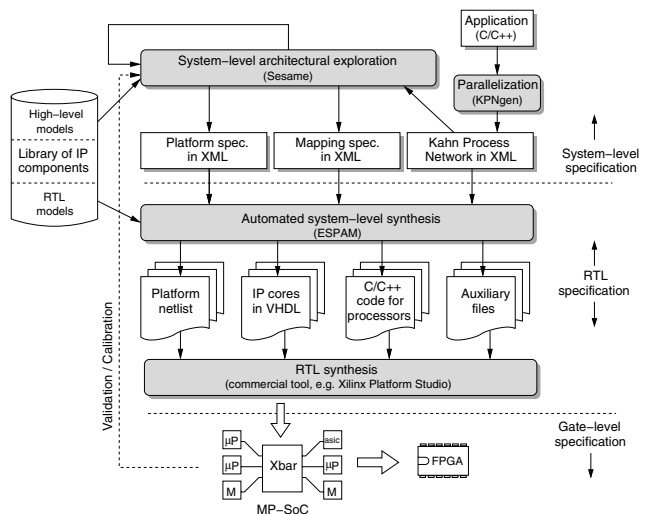 Application
(C/C++)
System-level architectural exploration
(Sesame)
Parallelization
(KPNgen)
High-level
models
Library of IP
components
RTL
models
Platform spec.
in XML
Mapping spec.
in XML
Kahn Process
Network in XML
System-level
specification
Automated system-level synthesis
(ESPAM)
Platform
netlist
IP cores
in VHDL
C/C++
code for
processors
Auxiliary
files
RTL
specification
Validation / Calibration
RTL synthesis
(commercial tool, e.g. Xilinx Platform Studio)
Gate-level
specification
µP
µP
M
Xbar
asic
µP
M
FPGA
MP-SoC